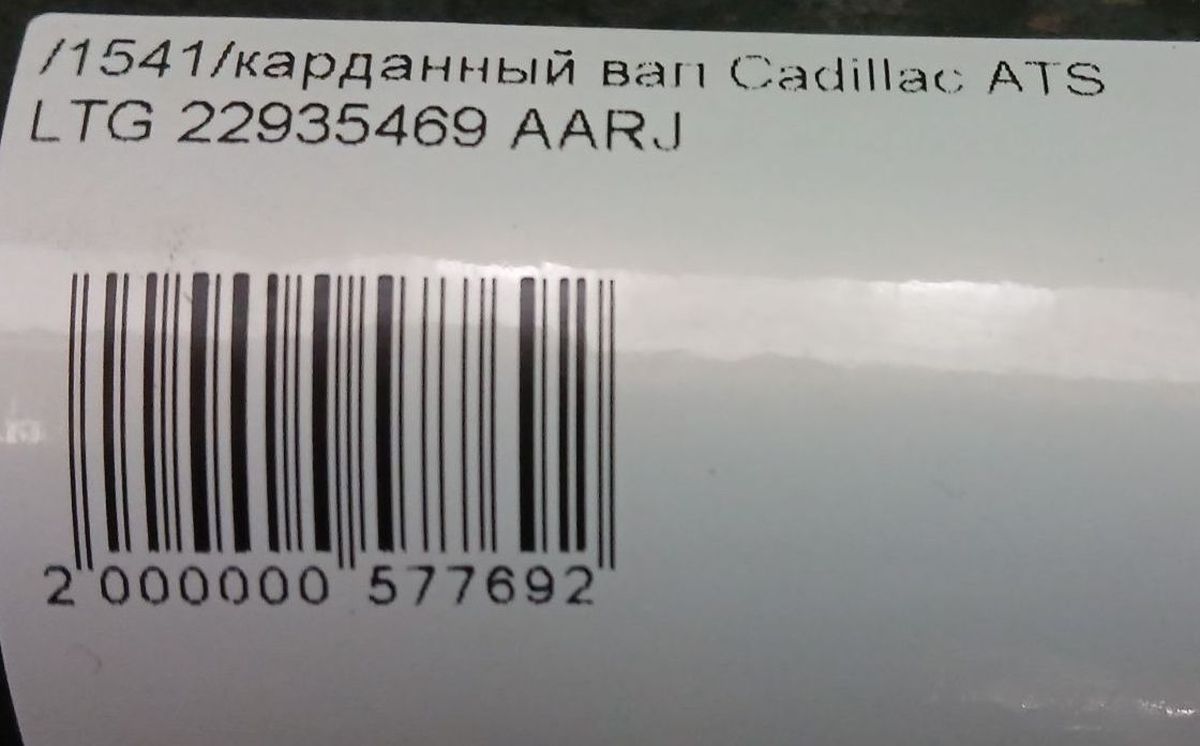 /1541/карданный вал Cadillac ATS
LTG 22935469 AARJ
2 000000 577692